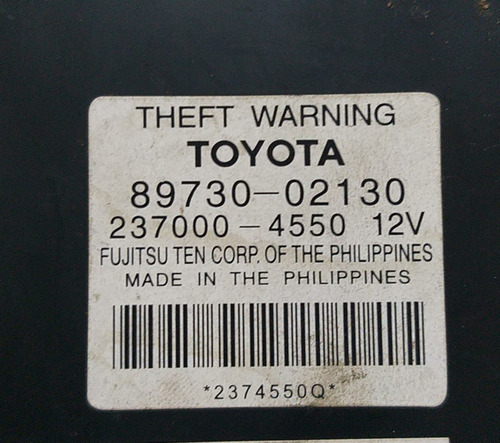 THEFT WARNING
TOYOTA
89730-02130
237000-4550 12V
FUJITSU TEN CORP. OF THE PHILIPPINES
MADE IN THE PHILIPPINES
*2374550Q*